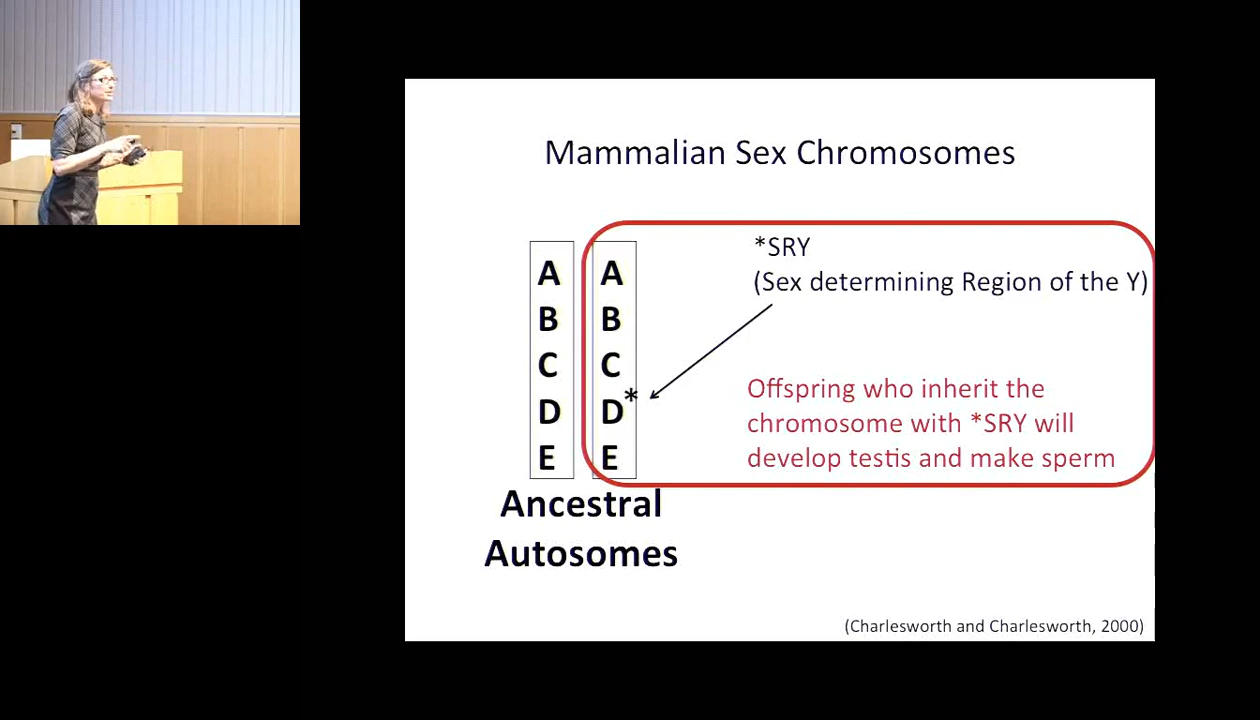 Mammalian Sex Chromosomes
*SRY
(Sex determining Region of the Y)
A A
B B
C C
D D*
E E
Offspring who inherit the
chromosome with *SRY will
develop testis and make sperm
Ancestral
Autosomes
(Charlesworth and Charlesworth, 2000)